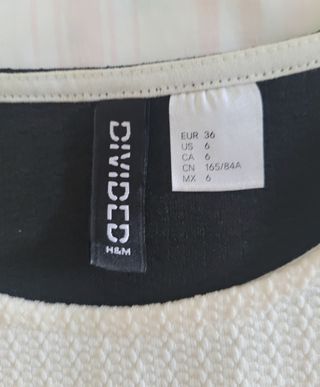 DIVIDED
H&M
EUR 36
US 6
CA 6
CN 165/84A
MX 6